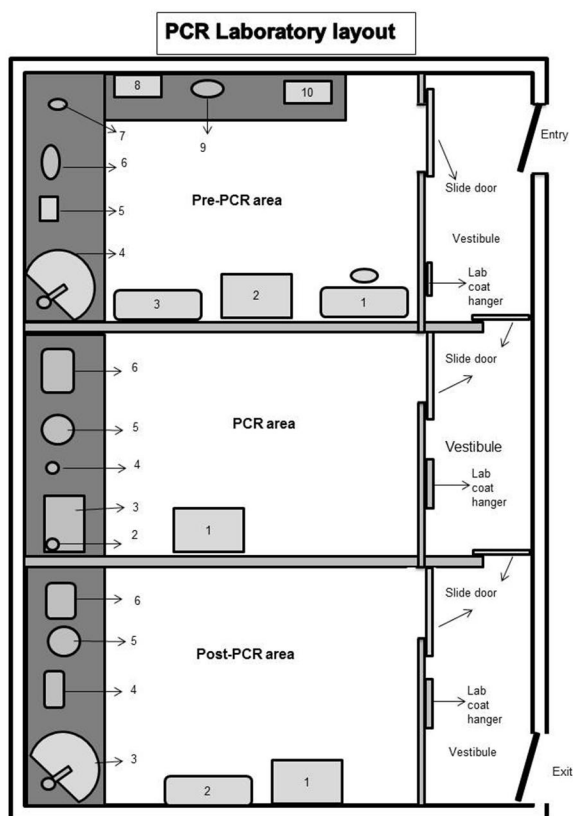 PCR Laboratory layout
8
10
7
9
Entry
6
Slide door
5
Pre-PCR area
Vestibule
4
Lab
coat
hanger
3
2
1
6
Slide door
5
PCR area
Vestibule
4
Lab
coat
hanger
3
1
2
6
Slide door
5
Post-PCR area
4
Lab
coat
hanger
3
Vestibule
1
2
Exit